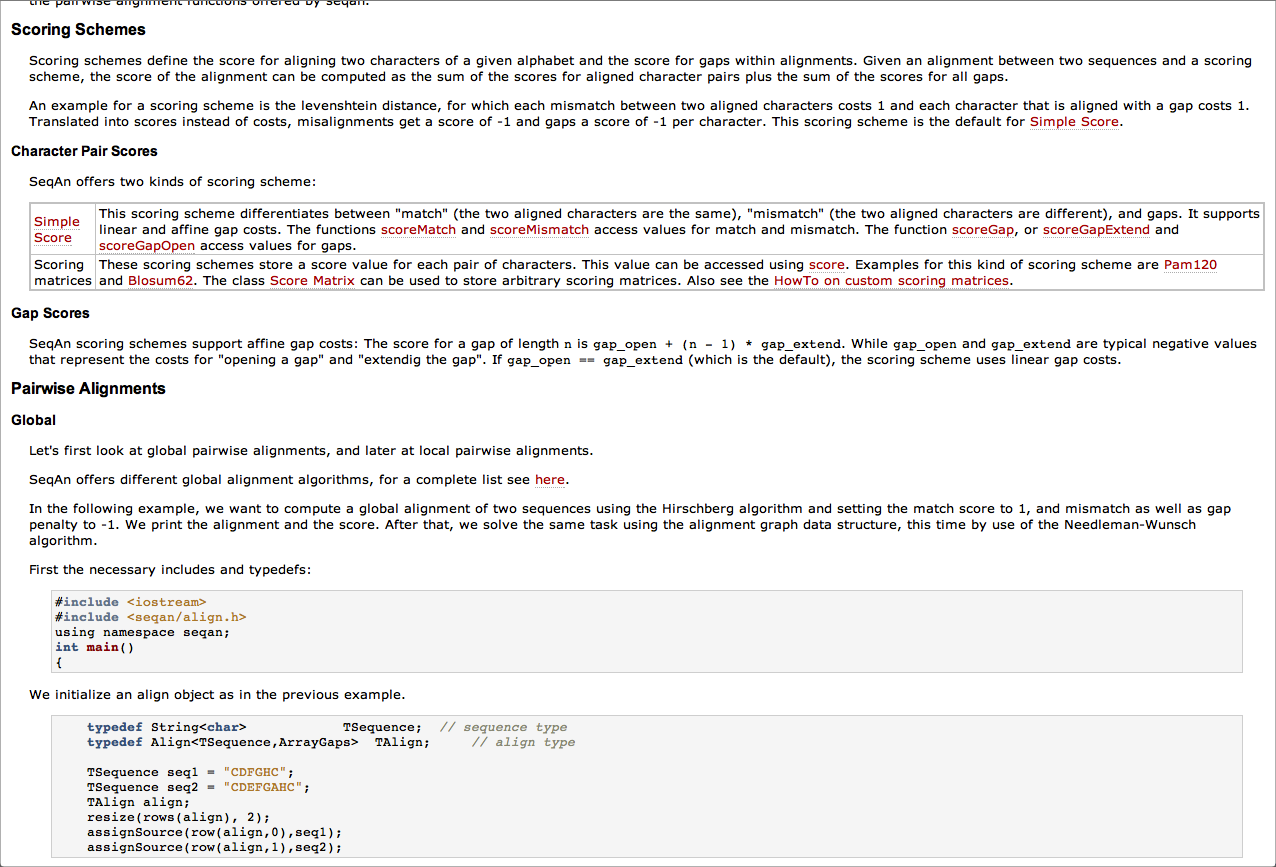 the pairwise alignment functions offered by seqan.
Scoring Schemes
Scoring schemes define the score for aligning two characters of a given alphabet and the score for gaps within alignments. Given an alignment between two sequences and a scoring
scheme, the score of the alignment can be computed as the sum of the scores for aligned character pairs plus the sum of the scores for all gaps.
An example for a scoring scheme is the levenshtein distance, for which each mismatch between two aligned characters costs 1 and each character that is aligned with a gap costs 1.
Translated into scores instead of costs, misalignments get a score of -1 and gaps a score of -1 per character. This scoring scheme is the default for Simple Score.
Character Pair Scores
SeqAn offers two kinds of scoring scheme:
Simple
Score
This scoring scheme differentiates between "match" (the two aligned characters are the same), "mismatch" (the two aligned characters are different), and gaps. It supports
linear and affine gap costs. The functions scoreMatch and scoreMismatch access values for match and mismatch. The function scoreGap, or scoreGapExtend and
scoreGapOpen access values for gaps.
Scoring
matrices
These scoring schemes store a score value for each pair of characters. This value can be accessed using score. Examples for this kind of scoring scheme are Pam120
and Blosum62. The class Score Matrix can be used to store arbitrary scoring matrices. Also see the HowTo on custom scoring matrices.
Gap Scores
SeqAn scoring schemes support affine gap costs: The score for a gap of length n is gap_open + (n - 1) * gap_extend. While gap_open and gap_extend are typical negative values
that represent the costs for "opening a gap" and "extendig the gap". If gap_open == gap_extend (which is the default), the scoring scheme uses linear gap costs.
Pairwise Alignments
Global
Let's first look at global pairwise alignments, and later at local pairwise alignments.
SeqAn offers different global alignment algorithms, for a complete list see here.
In the following example, we want to compute a global alignment of two sequences using the Hirschberg algorithm and setting the match score to 1, and mismatch as well as gap
penalty to -1. We print the alignment and the score. After that, we solve the same task using the alignment graph data structure, this time by use of the Needleman-Wunsch
algorithm.
First the necessary includes and typedefs:
#include <iostream>
#include <seqan/align.h>
using namespace seqan;
int main()
{
We initialize an align object as in the previous example.
typedef String<char>            TSequence;  // sequence type
typedef Align<TSequence,ArrayGaps>  TAlign;     // align type
TSequence seq1 = "CDFGHC";
TSequence seq2 = "CDEFGAHC";
TAlign align;
resize(rows(align), 2);
assignSource(row(align,0),seq1);
assignSource(row(align,1),seq2);